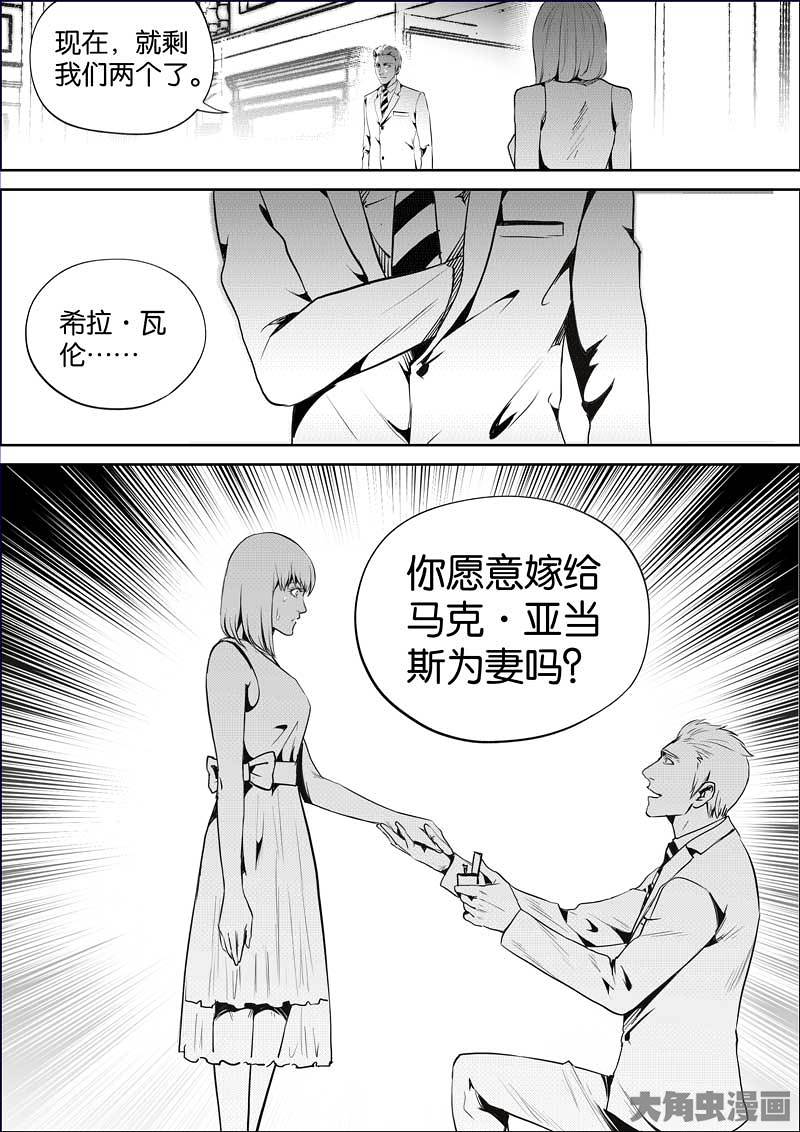 现在，就剩
我们两个了。
希拉·瓦
伦……
你愿意嫁给
马克·亚当
斯为妻吗？
大角虫漫画